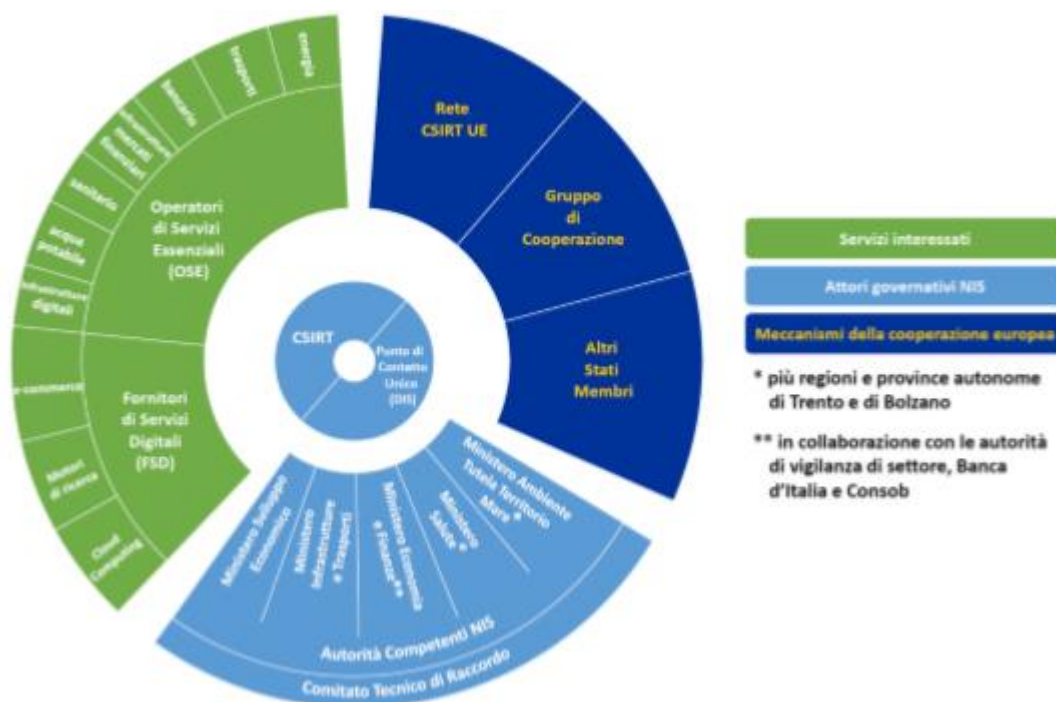 energia
trasporti
bancario
infrastrutture
mercati
finanziari
sanitario
acqua
potabile
infrastrutture
digitali
e-commerce
Motori
di ricerca
Cloud
Computing
Operatori
di Servizi
Essenziali
(OSE)
Fornitori
di Servizi
Digitali
(FSD)
Rete
CSIRT UE
Gruppo
di
Cooperazione
Altri
Stati
Membri
CSIRT
Punto di
Contatto
Unico
(DIS)
Ministero Sviluppo
Economico
Ministero
Infrastrutture
e Trasporti
Ministero Economia
e Finanza**
Ministero
Salute*
Ministero Ambiente
Tutela Territorio
Mare*
Autorità Competenti NIS
Comitato Tecnico di Raccordo
Servizi interessati
Attori governativi NIS
Meccanismi della cooperazione europea
* più regioni e province autonome
di Trento e di Bolzano
** in collaborazione con le autorità
di vigilanza di settore, Banca
d'Italia e Consob